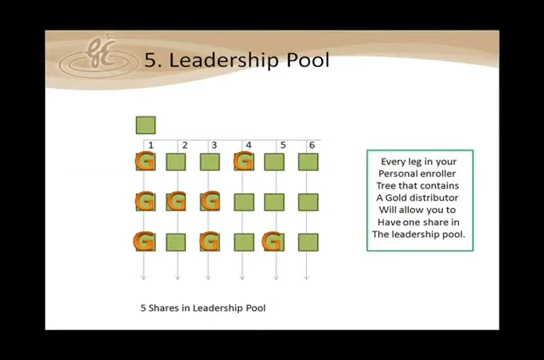 5. Leadership Pool
1 2 3 4 5 6
G G
G G G
G G G
Every leg in your
Personal enroller
Tree that contains
A Gold distributor
Will allow you to
Have one share in
The leadership pool.
5 Shares in Leadership Pool